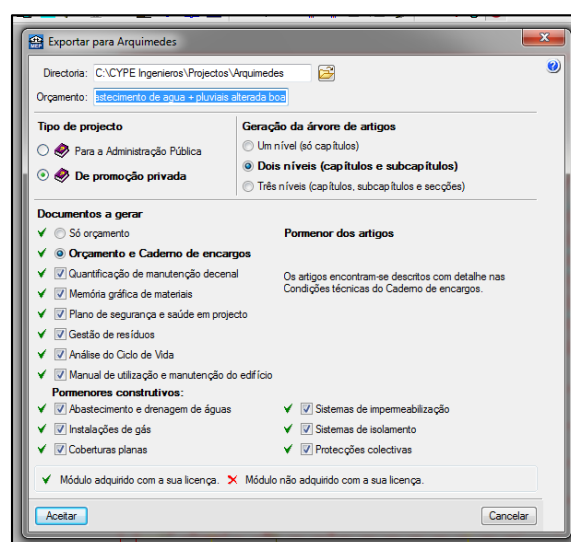 Exportar para Arquimedes
Directoria: C:\CYPE Ingenieros\Projectos\Arquimedes
Orçamento: estecimento de agua + pluviais alterada boa
Tipo de projecto
Para a Administração Pública
De promoção privada
Geração da árvore de artigos
Um nível (só capítulos)
Dois níveis (capítulos e subcapítulos)
Três níveis (capítulos, subcapítulos e secções)
Documentos a gerar
Só orçamento
Orçamento e Caderno de encargos
Quantificação de manutenção decenal
Memória gráfica de materiais
Plano de segurança e saúde em projecto
Gestão de resíduos
Análise do Ciclo de Vida
Manual de utilização e manutenção do edifício
Pormenor dos artigos
Os artigos encontram-se descritos com detalhe nas
Condições técnicas do Caderno de encargos.
Pormenores construtivos:
Abastecimento e drenagem de águas
Instalações de gás
Coberturas planas
Sistemas de impermeabilização
Sistemas de isolamento
Protecções colectivas
Módulo adquirido com a sua licença. Módulo não adquirido com a sua licença.
Aceitar
Cancelar